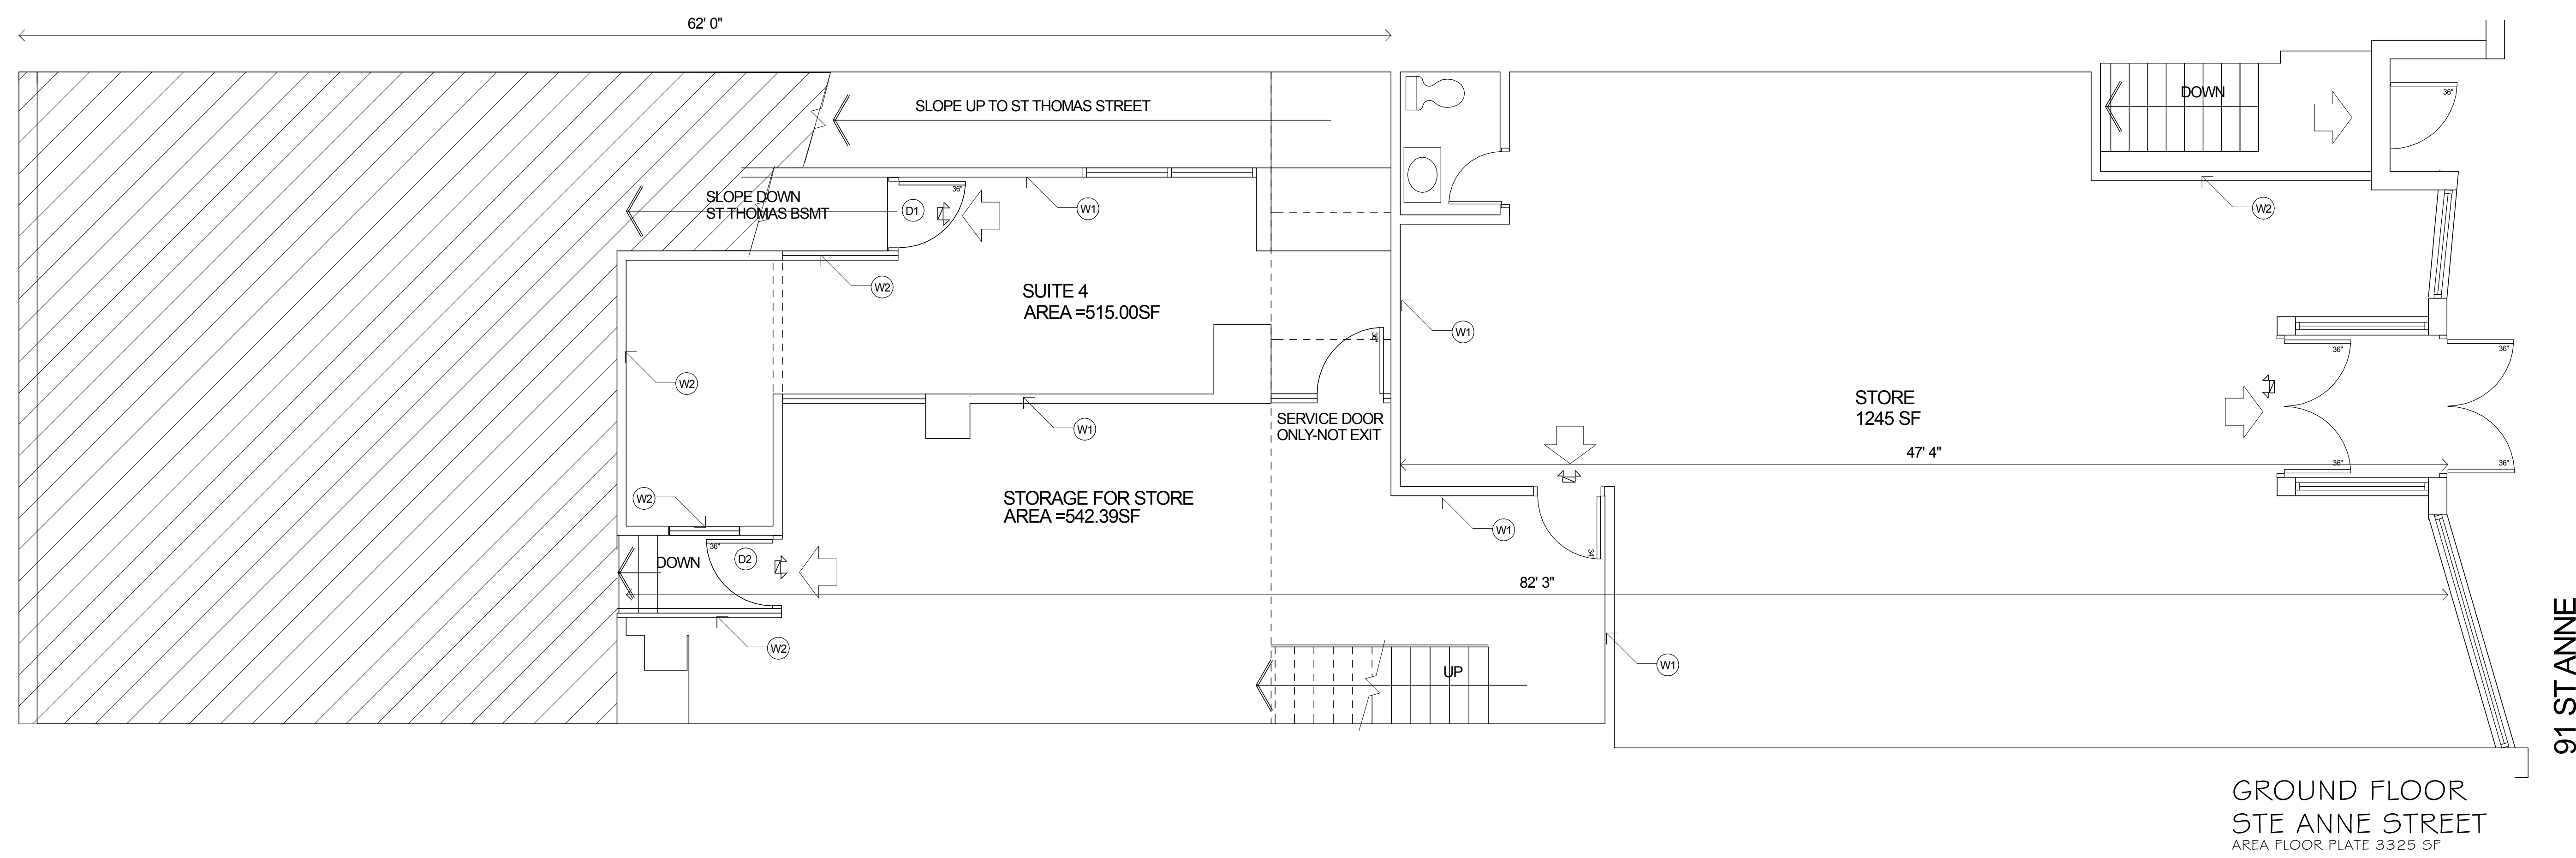 62' 0"
SLOPE UP TO ST THOMAS STREET
DOWN
36"
SLOPE DOWN
ST THOMAS BSMT
D1
36"
W1
W2
W2
SUITE 4
AREA =515.00SF
W1
36"
W2
STORE
1245 SF
36"
36"
W1
SERVICE DOOR
ONLY-NOT EXIT
47' 4"
36"
36"
W2
STORAGE FOR STORE
AREA =542.39SF
W1
36"
D2
DOWN
34"
82' 3"
W2
UP
W1
91 ST ANNE
GROUND FLOOR
STE ANNE STREET
AREA FLOOR PLATE 3325 SF